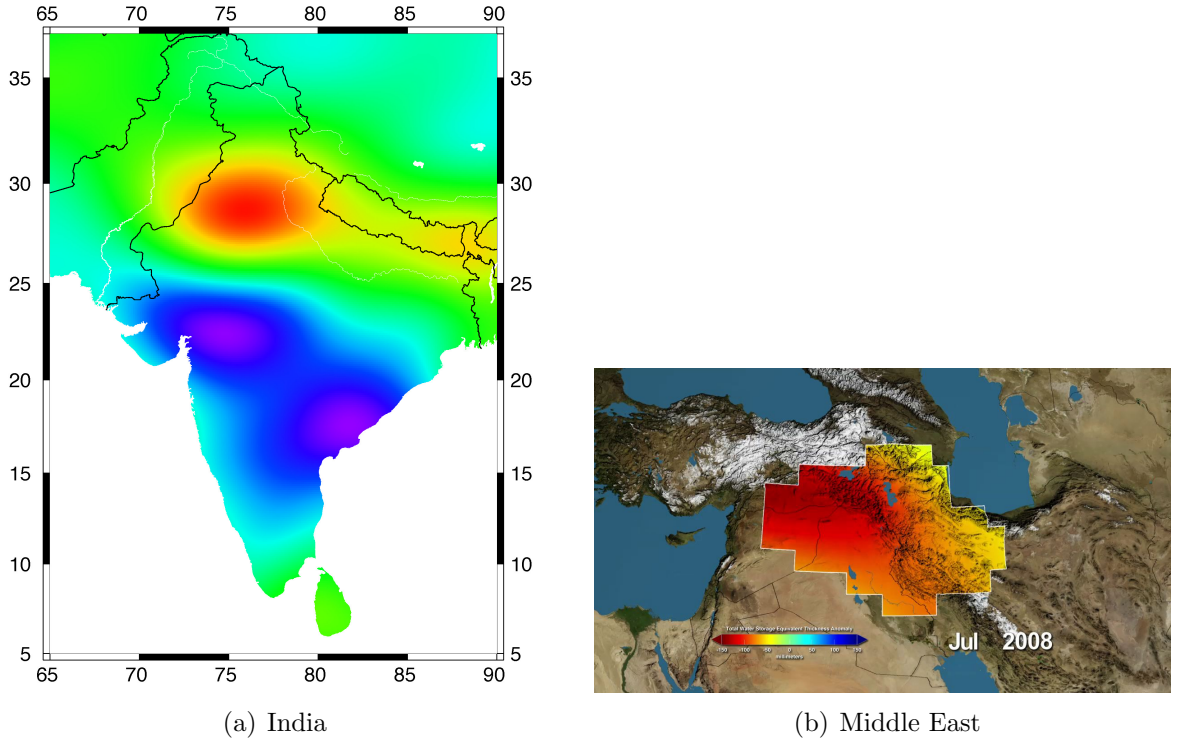 65 70 75 80 85 90
35 35
30 30
25 25
20 20
15 15
10 10
5 5
65 70 75 80 85 90
Total Water Storage Equivalent Thickness Anomaly
-150 -100 -50 0 50 100 150
millimeters
Jul 2008
(a) India
(b) Middle East